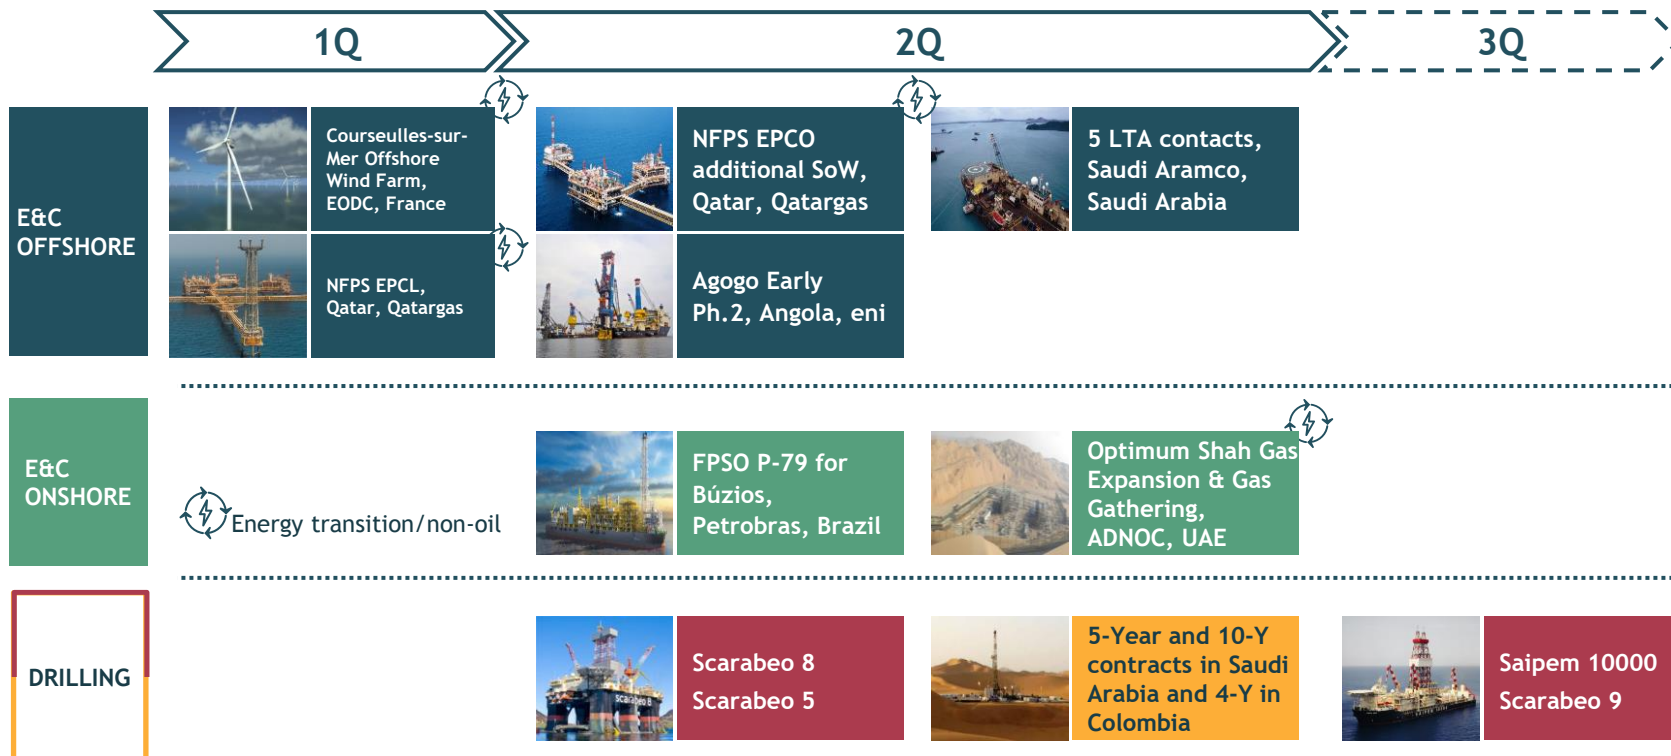 1Q
2Q
3Q
E&C
OFFSHORE
Courseulles-sur-
Mer Offshore
Wind Farm,
EODC, France
NFPS EPCO
additional SoW,
Qatar, Qatargas
5 LTA contacts,
Saudi Aramco,
Saudi Arabia
NFPS EPCL,
Qatar, Qatargas
Agogo Early
Ph.2, Angola, eni
E&C
ONSHORE
Energy transition/non-oil
FPSO P-79 for
Búzios,
Petrobras, Brazil
Optimum Shah Gas
Expansion & Gas
Gathering,
ADNOC, UAE
DRILLING
scarabeo 8
Scarabeo 8
Scarabeo 5
5-Year and 10-Y
contracts in Saudi
Arabia and 4-Y in
Colombia
Saipem 10000
Scarabeo 9